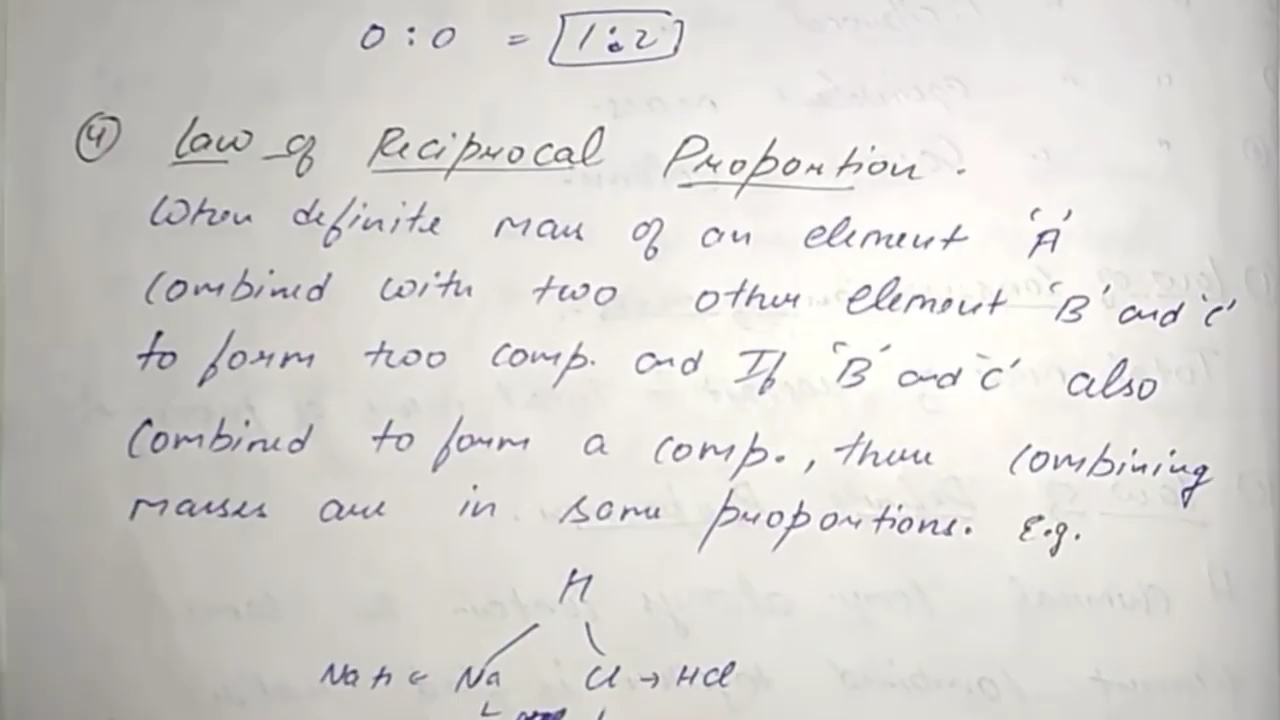 O : O = 1:2
④ Law of Reciprocal Proportion.
When definite mass of an element 'A'
Combined with two other element 'B' and 'C'
to form two comp. and If 'B' and 'C' also
Combined to form a comp., there combining
masses are in same proportions. E.g.
H
NaH ← Na Cl → HCl